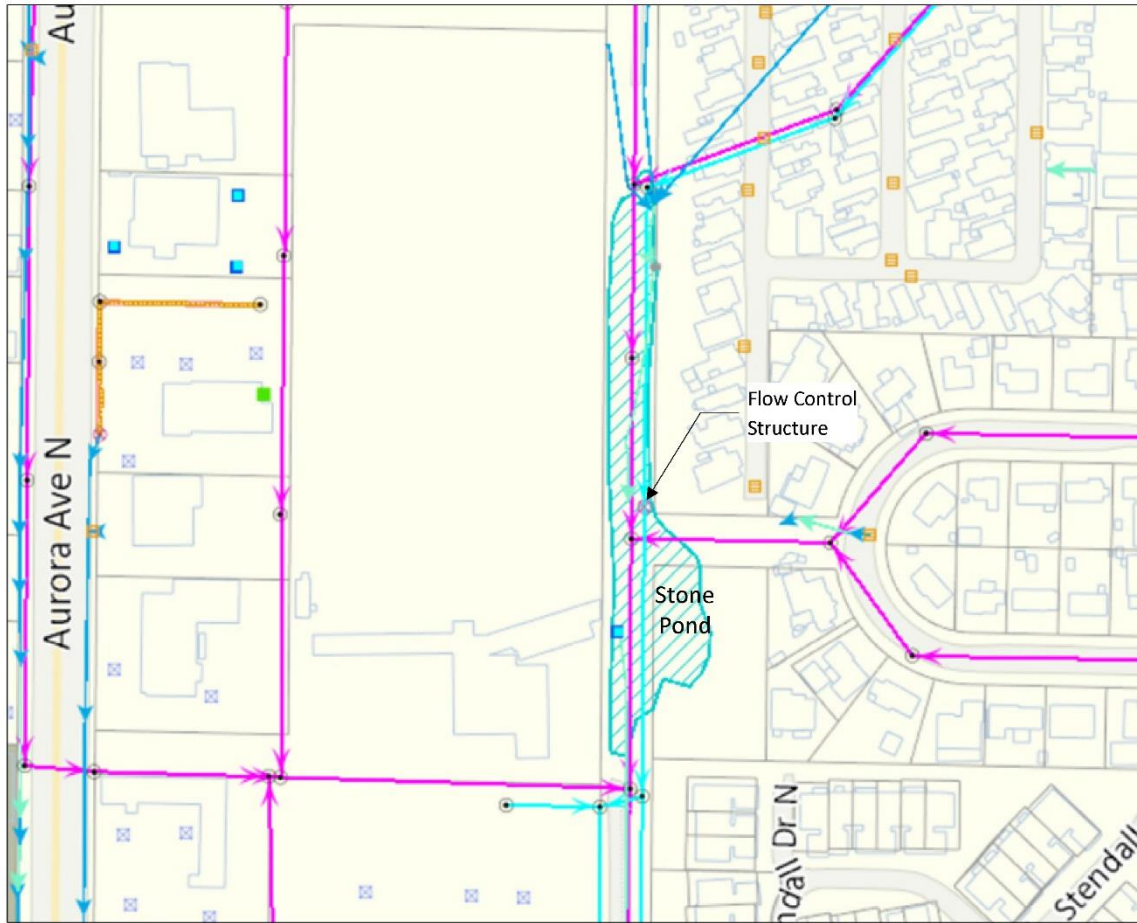 Au
Flow Control
Structure
Aurora Ave N
Stone
Pond
ndall Dr N
Stendall